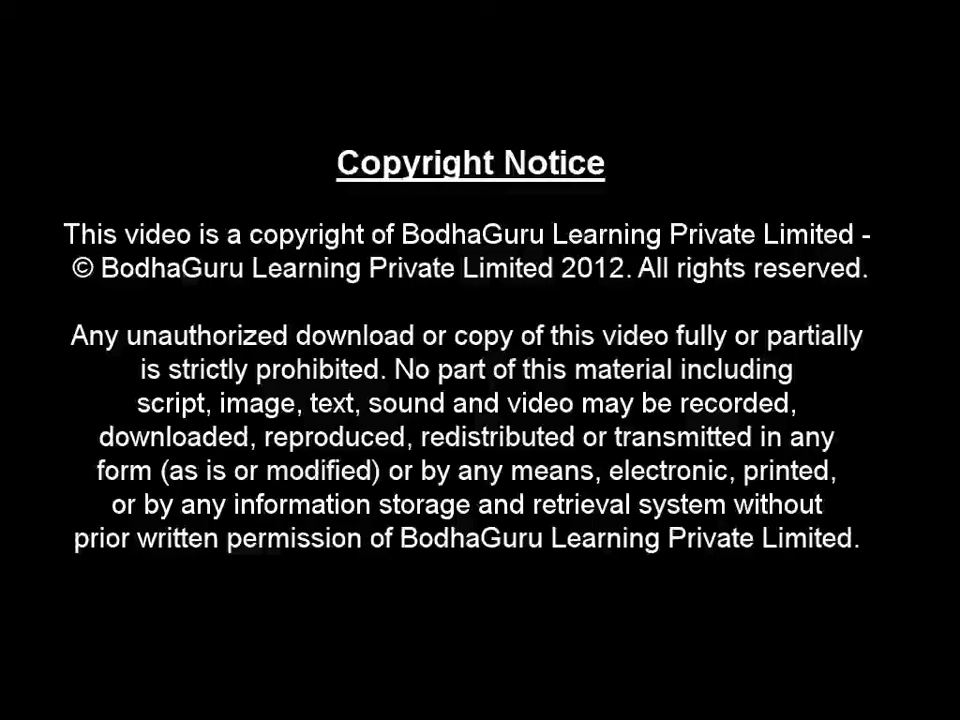 Copyright Notice
This video is a copyright of BodhaGuru Learning Private Limited -
© BodhaGuru Learning Private Limited 2012. All rights reserved.
Any unauthorized download or copy of this video fully or partially
is strictly prohibited. No part of this material including
script, image, text, sound and video may be recorded,
downloaded, reproduced, redistributed or transmitted in any
form (as is or modified) or by any means, electronic, printed,
or by any information storage and retrieval system without
prior written permission of BodhaGuru Learning Private Limited.